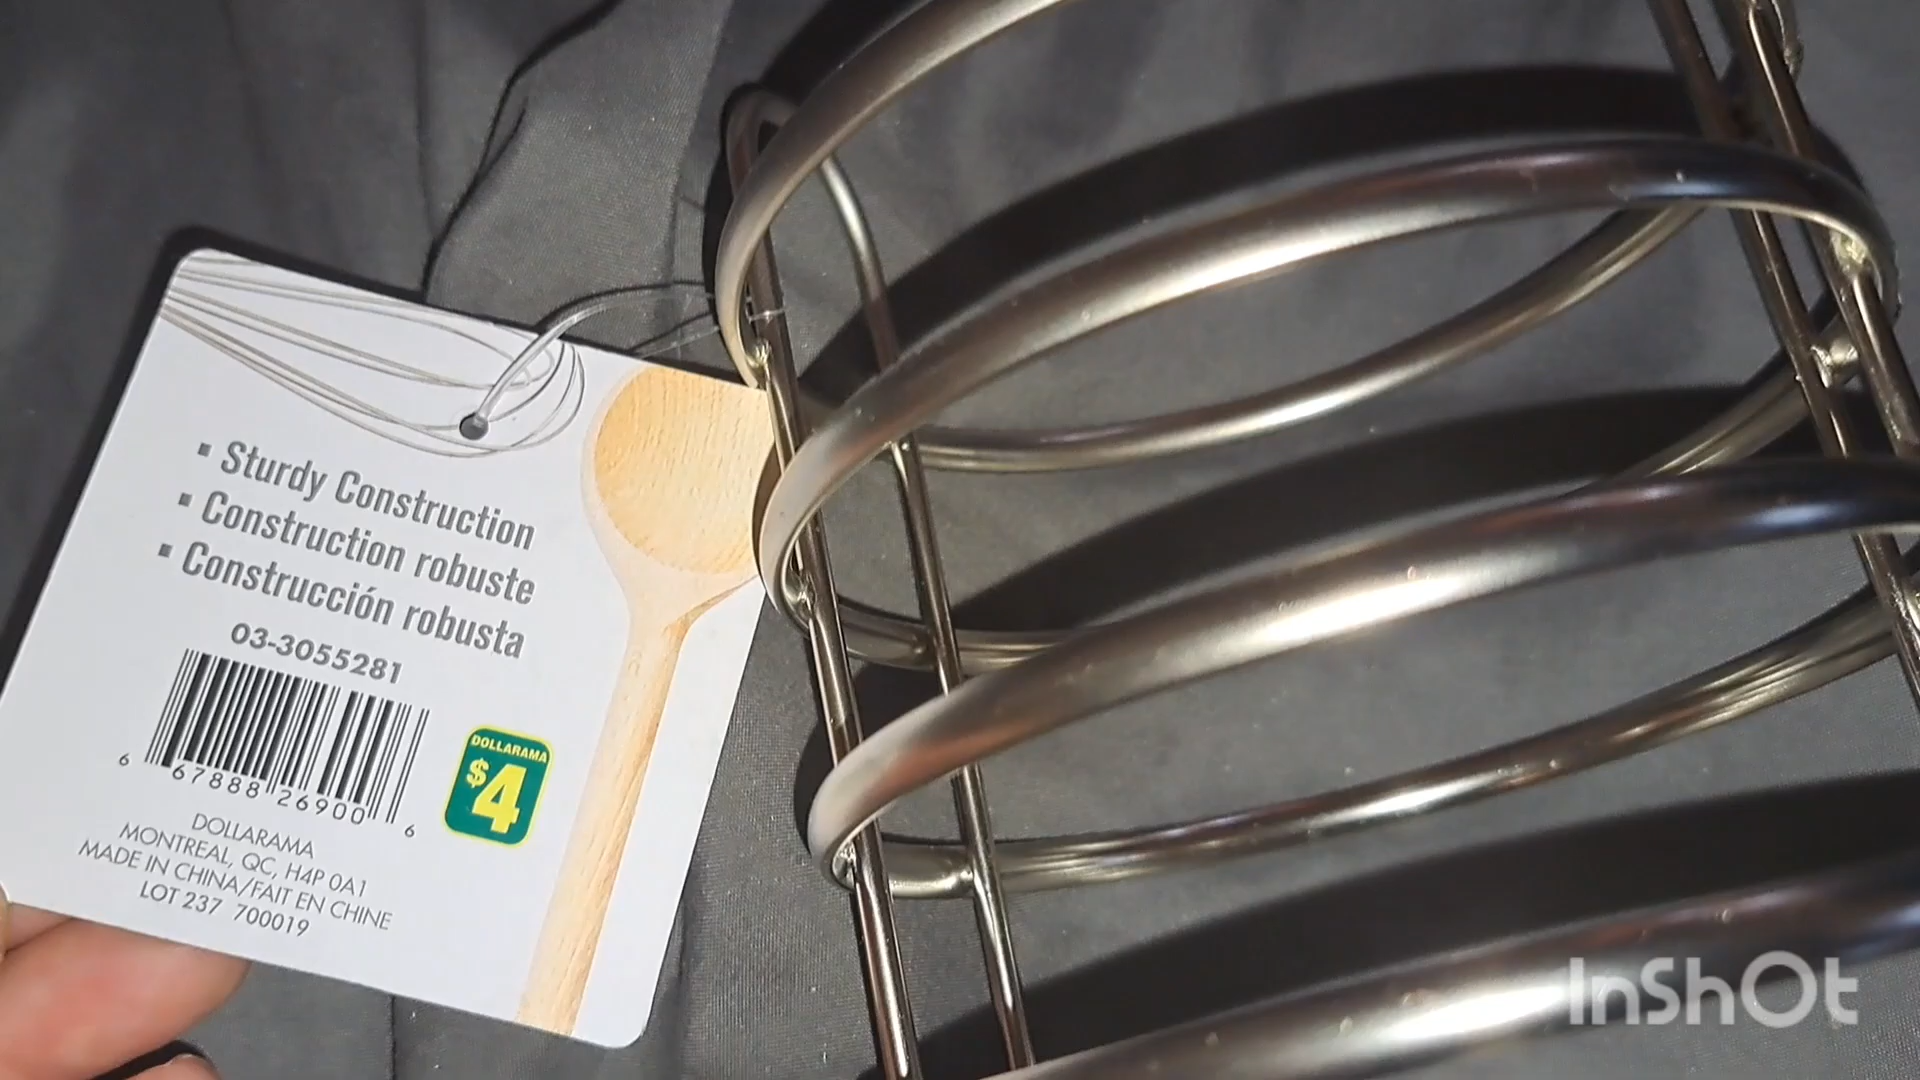 ▪ Sturdy Construction
▪ Construction robuste
▪ Construcción robusta
03-3055281
6 67888 26900 6
DOLLARAMA
$4
DOLLARAMA
MONTREAL, QC, H4P 0A1
MADE IN CHINA/FAIT EN CHINE
LOT 237 700019
InShOt